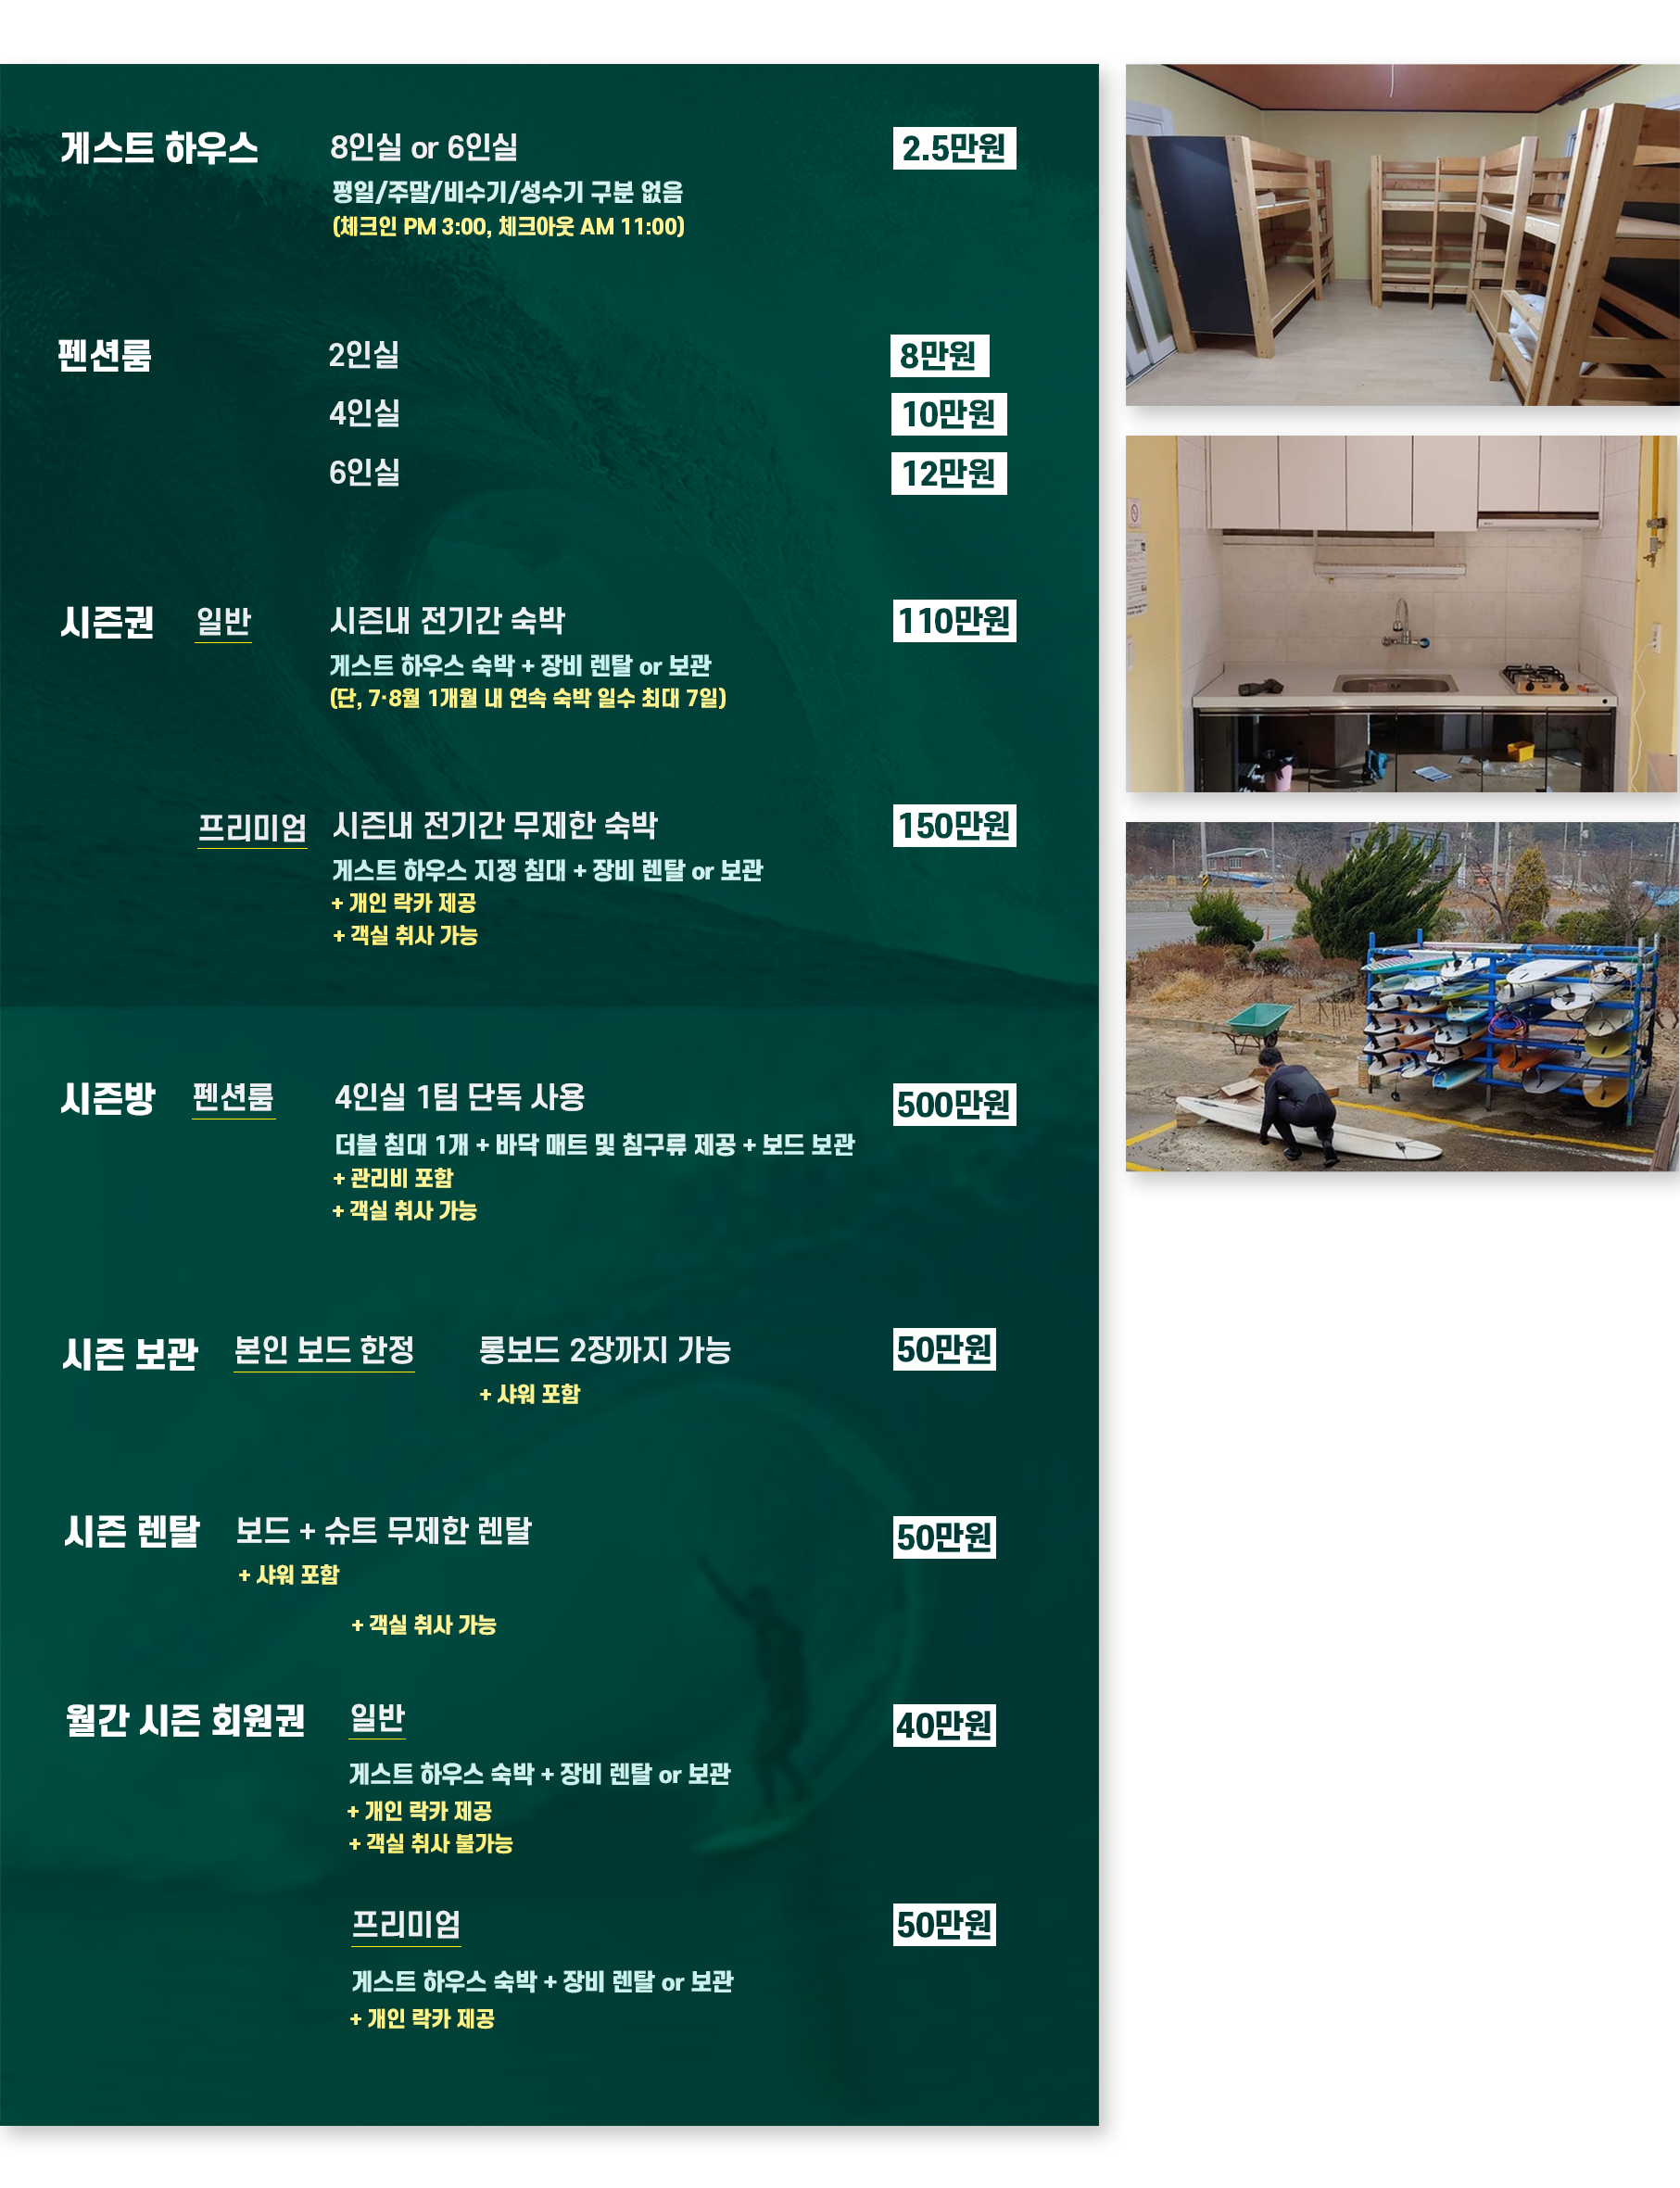 게스트 하우스 8인실 or 6인실 2.5만원
평일/주말/비수기/성수기 구분 없음
(체크인 PM 3:00, 체크아웃 AM 11:00)
펜션룸 2인실 8만원
4인실 10만원
6인실 12만원
시즌권 일반 시즌내 전기간 숙박 110만원
게스트 하우스 숙박 + 장비 렌탈 or 보관
(단, 7·8월 1개월 내 연속 숙박 일수 최대 7일)
프리미엄 시즌내 전기간 무제한 숙박 150만원
게스트 하우스 지정 침대 + 장비 렌탈 or 보관
+ 개인 락카 제공
+ 객실 취사 가능
시즌방 펜션룸 4인실 1팀 단독 사용 500만원
더블 침대 1개 + 바닥 매트 및 침구류 제공 + 보드 보관
+ 관리비 포함
+ 객실 취사 가능
시즌 보관 본인 보드 한정 롱보드 2장까지 가능 50만원
+ 샤워 포함
시즌 렌탈 보드 + 슈트 무제한 렌탈 50만원
+ 샤워 포함
+ 객실 취사 가능
월간 시즌 회원권 일반 40만원
게스트 하우스 숙박 + 장비 렌탈 or 보관
+ 개인 락카 제공
+ 객실 취사 불가능
프리미엄 50만원
게스트 하우스 숙박 + 장비 렌탈 or 보관
+ 개인 락카 제공